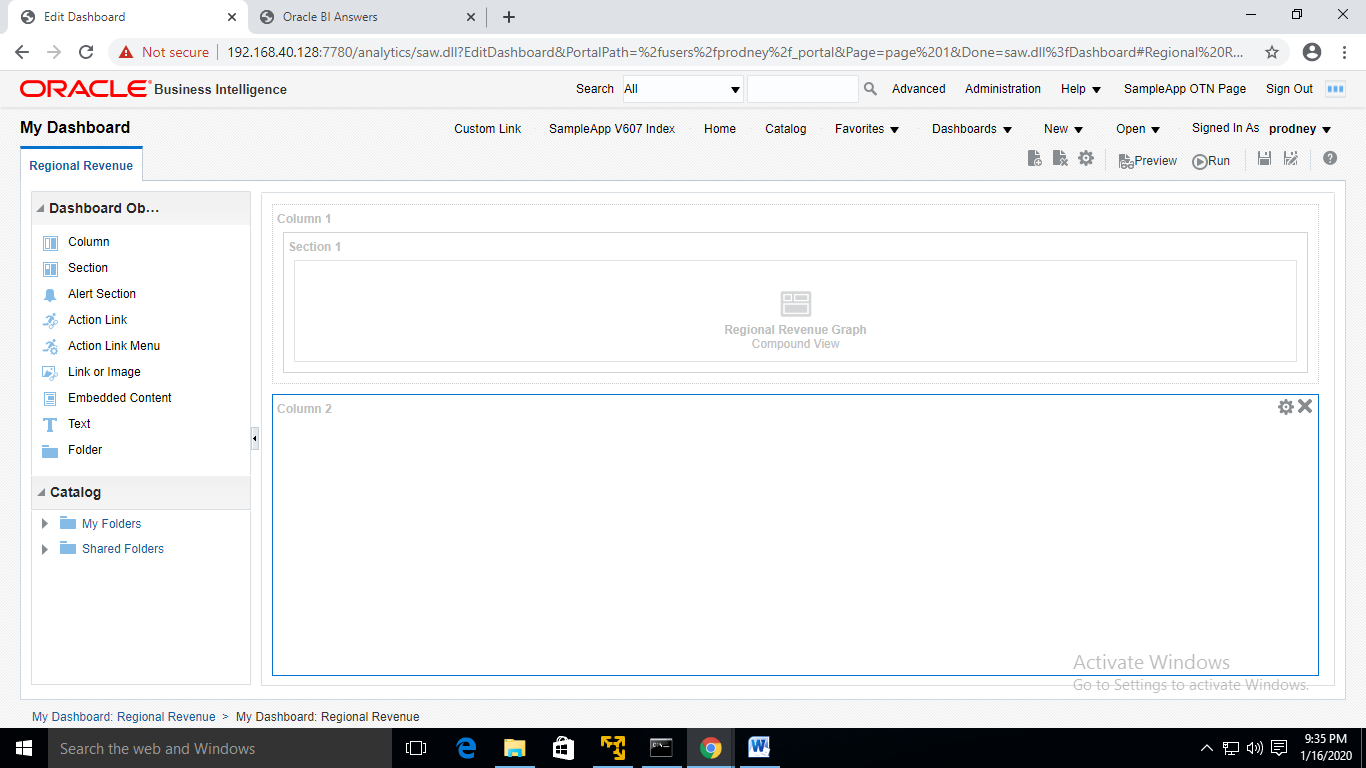 Edit Dashboard
Oracle BI Answers
Not secure
192.168.40.128:7780/analytics/saw.dll?EditDashboard&PortalPath=%2fusers%2fprodney%2f_portal&Page=page%201&Done=saw.dll%3fDashboard#Regional%20R...
ORACLE Business Intelligence
Search All Advanced Administration Help SampleApp OTN Page Sign Out
My Dashboard
Custom Link SampleApp V607 Index Home Catalog Favorites Dashboards New Open Signed In As prodney
Regional Revenue
Preview Run
Dashboard Ob...
Column
Section
Alert Section
Action Link
Action Link Menu
Link or Image
Embedded Content
Text
Folder
Catalog
My Folders
Shared Folders
Column 1
Section 1
Regional Revenue Graph
Compound View
Column 2
Activate Windows
Go to Settings to activate Windows.
My Dashboard: Regional Revenue > My Dashboard: Regional Revenue
Search the web and Windows
9:35 PM
1/16/2020